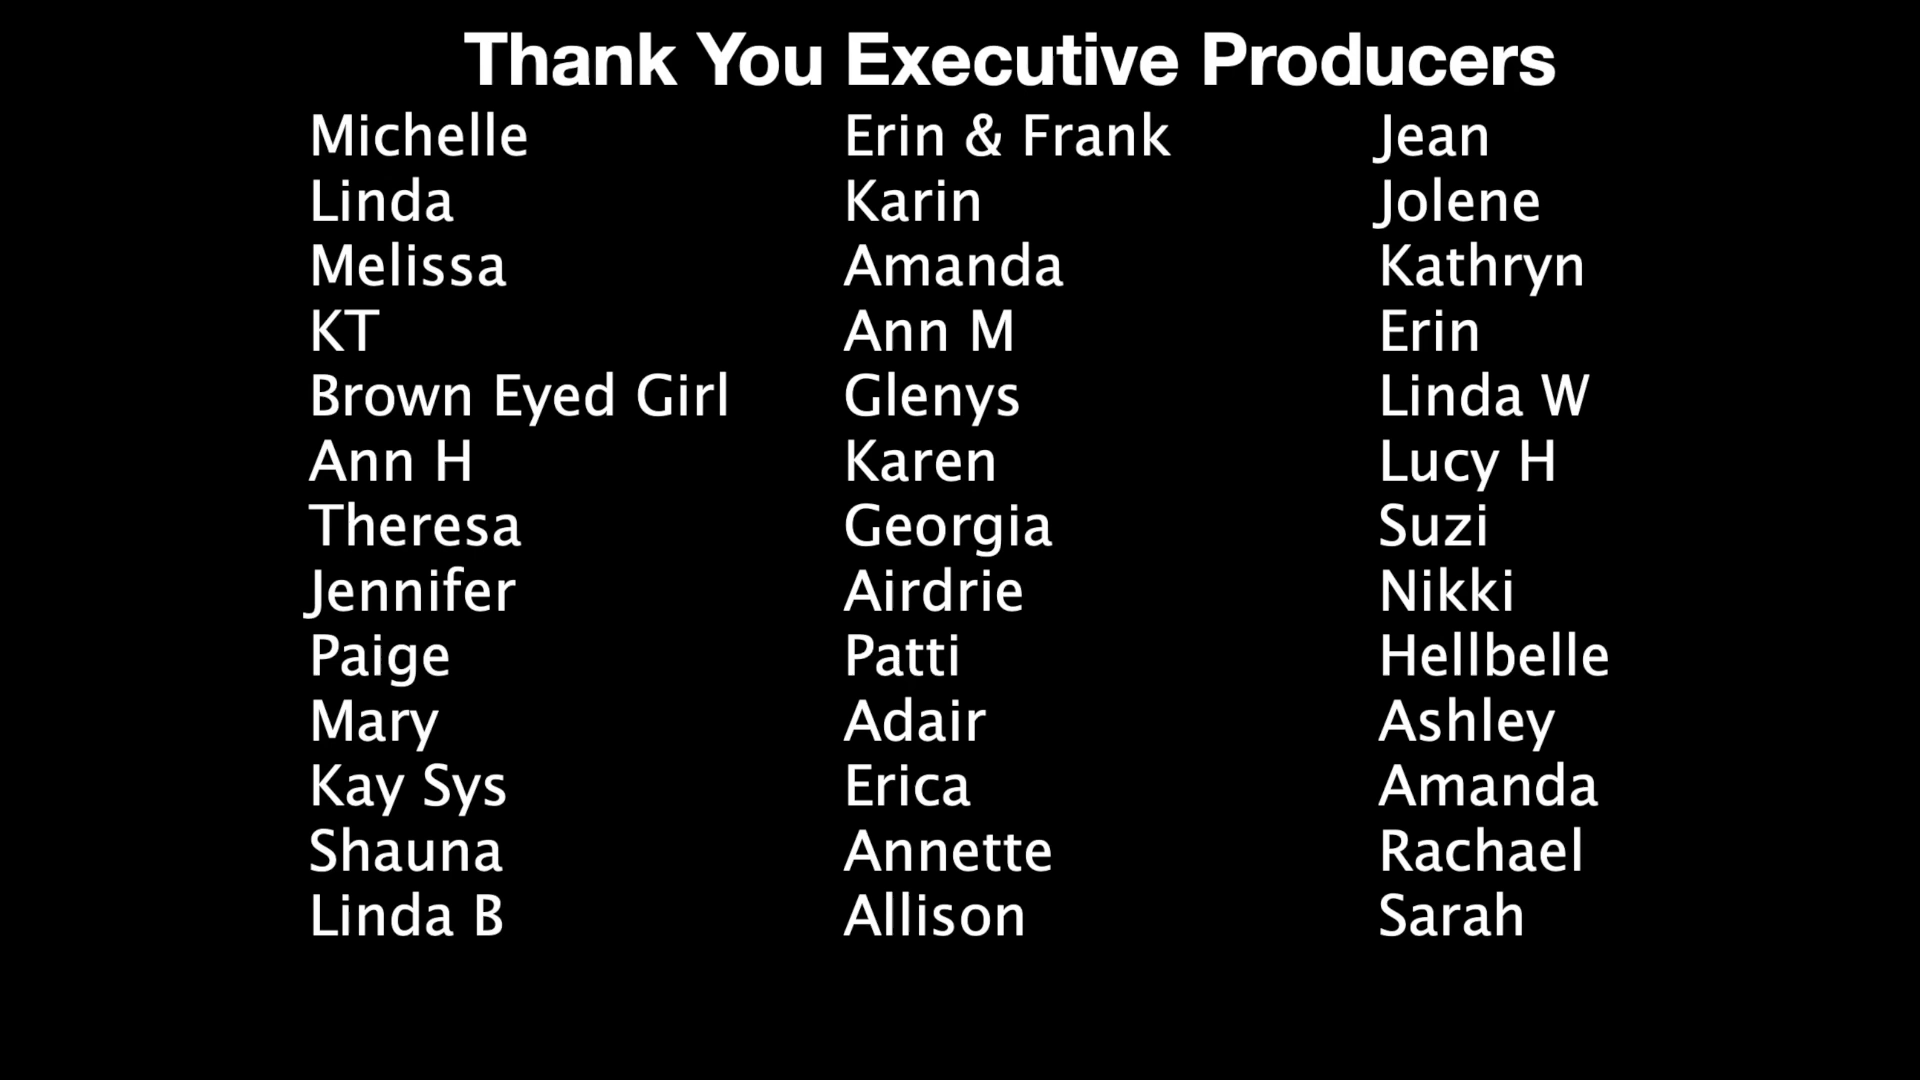 Thank You Executive Producers
Michelle
Linda
Melissa
KT
Brown Eyed Girl
Ann H
Theresa
Jennifer
Paige
Mary
Kay Sys
Shauna
Linda B
Erin & Frank
Karin
Amanda
Ann M
Glenys
Karen
Georgia
Airdrie
Patti
Adair
Erica
Annette
Allison
Jean
Jolene
Kathryn
Erin
Linda W
Lucy H
Suzi
Nikki
Hellbelle
Ashley
Amanda
Rachael
Sarah